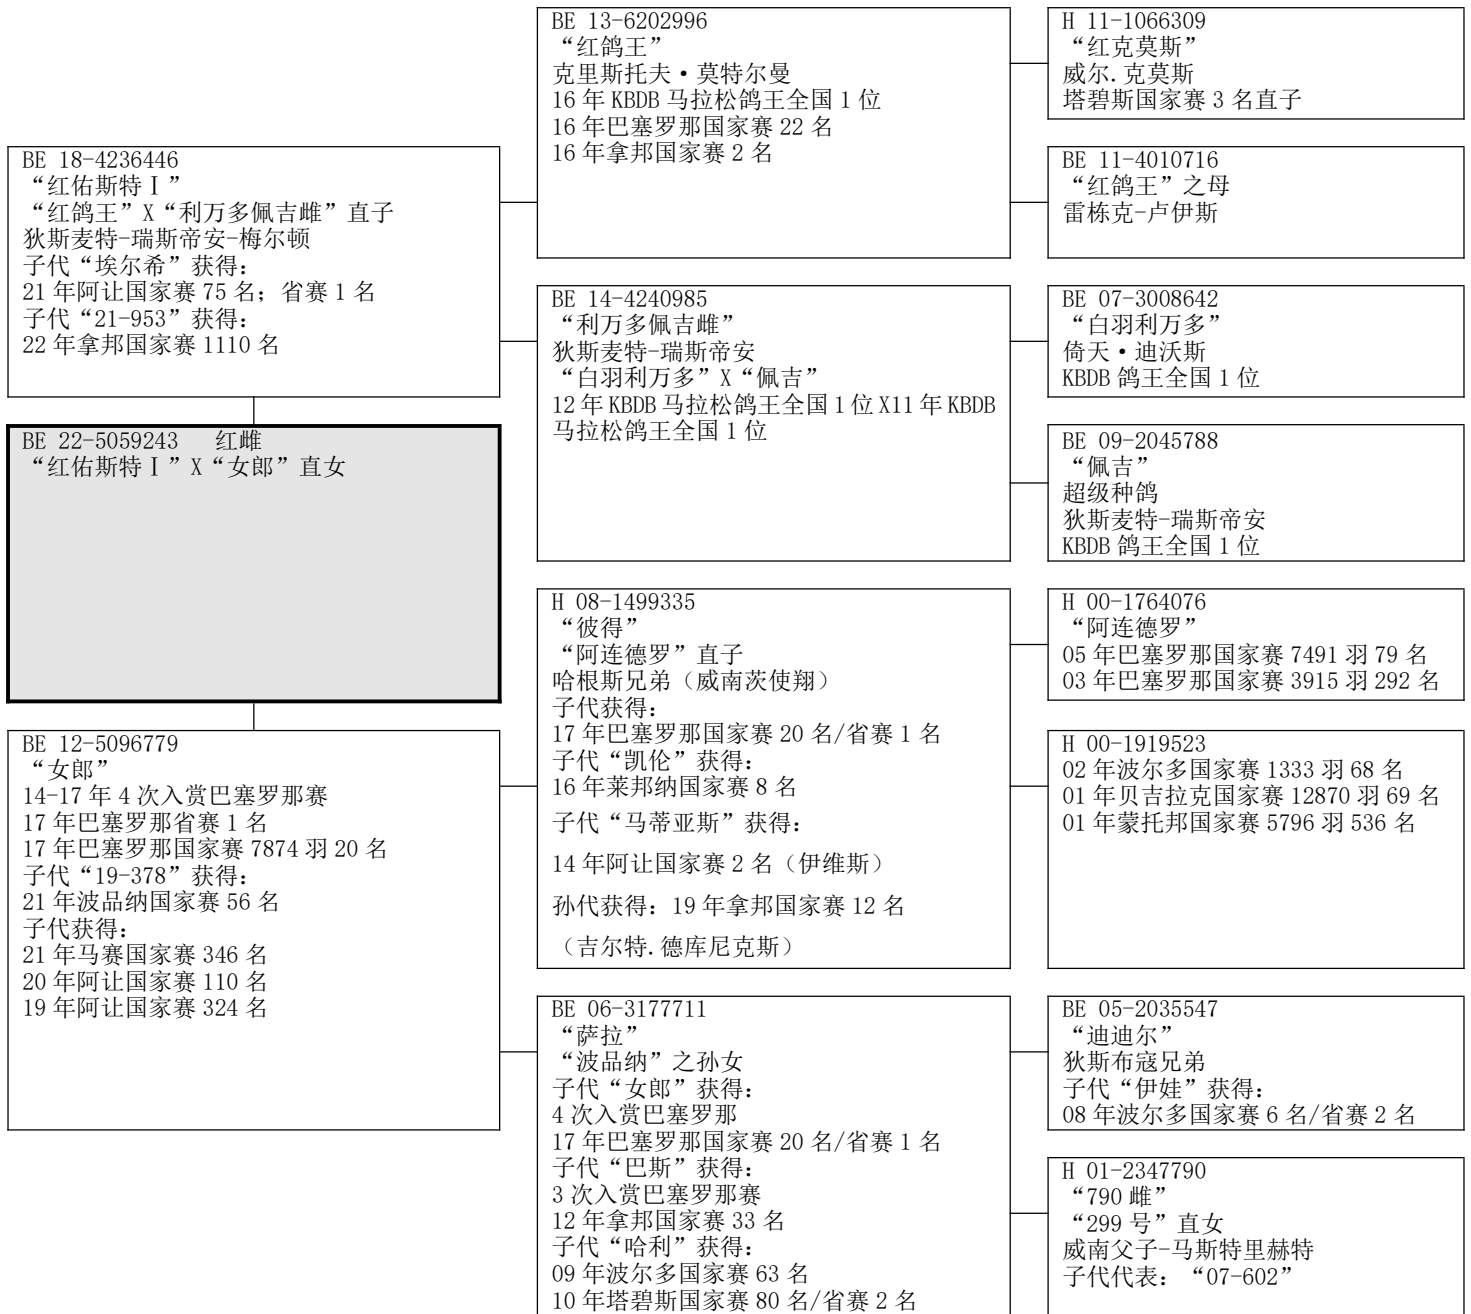 BE 18-4236446
“红佑斯特Ⅰ”
“红鸽王”X“利万多佩吉雌”直子
狄斯麦特-瑞斯帝安-梅尔顿
子代“埃尔希”获得：
21 年阿让国家赛 75 名；省赛 1 名
子代“21-953”获得：
22 年拿邦国家赛 1110 名
BE 22-5059243   红雌
“红佑斯特Ⅰ”X“女郎”直女
BE 12-5096779
“女郎”
14-17 年 4 次入赏巴塞罗那赛
17 年巴塞罗那省赛 1 名
17 年巴塞罗那国家赛 7874 羽 20 名
子代“19-378”获得：
21 年波品纳国家赛 56 名
子代获得：
21 年马赛国家赛 346 名
20 年阿让国家赛 110 名
19 年阿让国家赛 324 名
BE 13-6202996
“红鸽王”
克里斯托夫·莫特尔曼
16 年 KBDB 马拉松鸽王全国 1 位
16 年巴塞罗那国家赛 22 名
16 年拿邦国家赛 2 名
BE 14-4240985
“利万多佩吉雌”
狄斯麦特-瑞斯帝安
“白羽利万多”X“佩吉”
12 年 KBDB 马拉松鸽王全国 1 位 X11 年 KBDB
马拉松鸽王全国 1 位
H 08-1499335
“彼得”
“阿连德罗”直子
哈根斯兄弟（威南茨使翔）
子代获得：
17 年巴塞罗那国家赛 20 名/省赛 1 名
子代“凯伦”获得：
16 年莱邦纳国家赛 8 名
子代“马蒂亚斯”获得：
14 年阿让国家赛 2 名（伊维斯）
孙代获得：19 年拿邦国家赛 12 名
（吉尔特.德库尼克斯）
BE 06-3177711
“萨拉”
“波品纳”之孙女
子代“女郎”获得：
4 次入赏巴塞罗那
17 年巴塞罗那国家赛 20 名/省赛 1 名
子代“巴斯”获得：
3 次入赏巴塞罗那赛
12 年拿邦国家赛 33 名
子代“哈利”获得：
09 年波尔多国家赛 63 名
10 年塔碧斯国家赛 80 名/省赛 2 名
H 11-1066309
“红克莫斯”
威尔.克莫斯
塔碧斯国家赛 3 名直子
BE 11-4010716
“红鸽王”之母
雷栋克-卢伊斯
BE 07-3008642
“白羽利万多”
倚天·迪沃斯
KBDB 鸽王全国 1 位
BE 09-2045788
“佩吉”
超级种鸽
狄斯麦特-瑞斯帝安
KBDB 鸽王全国 1 位
H 00-1764076
“阿连德罗”
05 年巴塞罗那国家赛 7491 羽 79 名
03 年巴塞罗那国家赛 3915 羽 292 名
H 00-1919523
02 年波尔多国家赛 1333 羽 68 名
01 年贝吉拉克国家赛 12870 羽 69 名
01 年蒙托邦国家赛 5796 羽 536 名
BE 05-2035547
“迪迪尔”
狄斯布寇兄弟
子代“伊娃”获得：
08 年波尔多国家赛 6 名/省赛 2 名
H 01-2347790
“790 雌”
“299 号”直女
威南父子-马斯特里赫特
子代代表：“07-602”